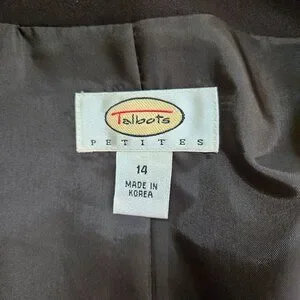 Talbots
PETITES
14
MADE IN
KOREA